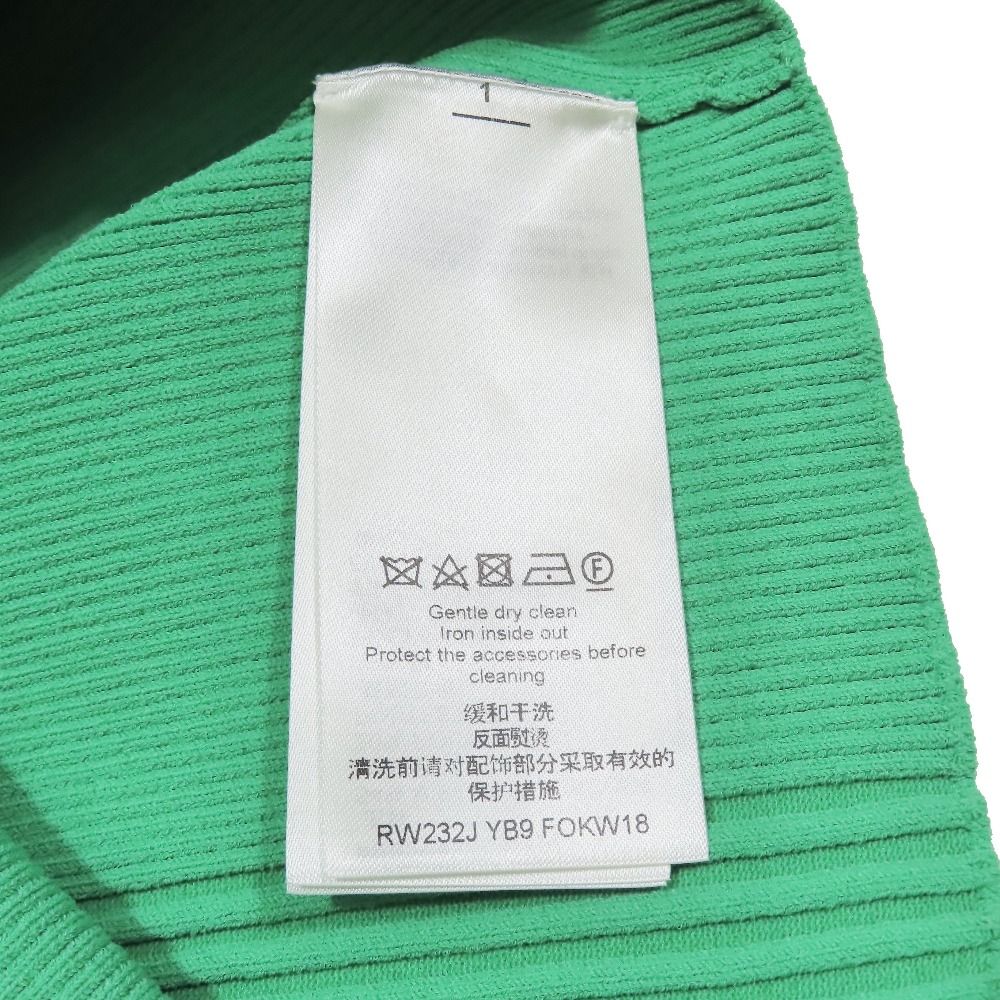 1
F
Gentle dry clean
Iron inside out
Protect the accessories before
cleaning
缓和干洗
反面熨烫
清洗前请对配饰部分采取有效的
保护措施
RW232J YB9 FOKW18